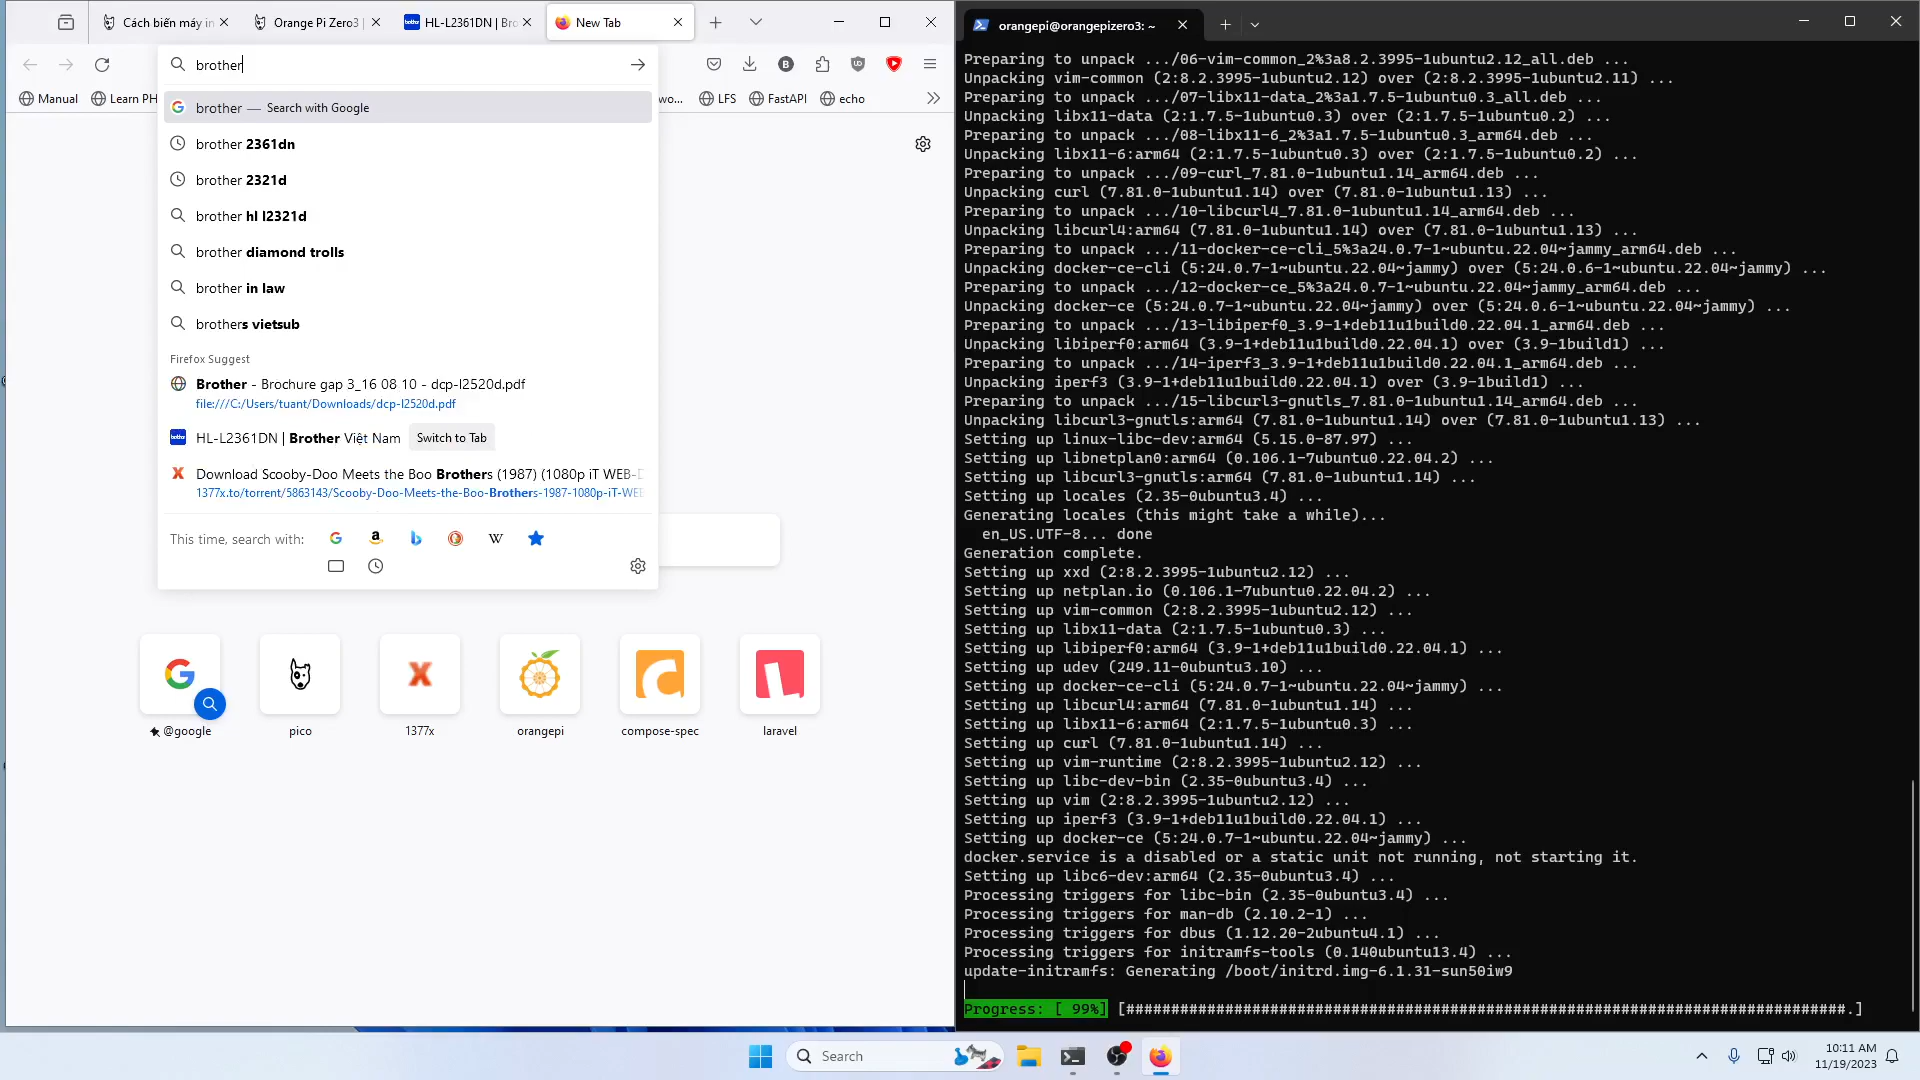 Cách biến máy in
Orange Pi Zero3 |
HL-L2361DN | Bro
New Tab
brother
Manual
Learn PH
wo...
LFS
FastAPI
echo
brother — Search with Google
brother 2361dn
brother 2321d
brother hl l2321d
brother diamond trolls
brother in law
brothers vietsub
Firefox Suggest
Brother - Brochure gap 3_16 08 10 - dcp-l2520d.pdf
file:///C:/Users/tuant/Downloads/dcp-l2520d.pdf
HL-L2361DN | Brother Việt Nam Switch to Tab
Download Scooby-Doo Meets the Boo Brothers (1987) (1080p iT WEB-D
1377x.to/torrent/5863143/Scooby-Doo-Meets-the-Boo-Brothers-1987-1080p-iT-WEB
This time, search with:
@google
pico
1377x
orangepi
compose-spec
laravel
orangepi@orangepizero3: ~
Preparing to unpack .../06-vim-common_2%3a8.2.3995-1ubuntu2.12_all.deb ...
Unpacking vim-common (2:8.2.3995-1ubuntu2.12) over (2:8.2.3995-1ubuntu2.11) ...
Preparing to unpack .../07-libx11-data_2%3a1.7.5-1ubuntu0.3_all.deb ...
Unpacking libx11-data (2:1.7.5-1ubuntu0.3) over (2:1.7.5-1ubuntu0.2) ...
Preparing to unpack .../08-libx11-6_2%3a1.7.5-1ubuntu0.3_arm64.deb ...
Unpacking libx11-6:arm64 (2:1.7.5-1ubuntu0.3) over (2:1.7.5-1ubuntu0.2) ...
Preparing to unpack .../09-curl_7.81.0-1ubuntu1.14_arm64.deb ...
Unpacking curl (7.81.0-1ubuntu1.14) over (7.81.0-1ubuntu1.13) ...
Preparing to unpack .../10-libcurl4_7.81.0-1ubuntu1.14_arm64.deb ...
Unpacking libcurl4:arm64 (7.81.0-1ubuntu1.14) over (7.81.0-1ubuntu1.13) ...
Preparing to unpack .../11-docker-ce-cli_5%3a24.0.7-1~ubuntu.22.04~jammy_arm64.deb ...
Unpacking docker-ce-cli (5:24.0.7-1~ubuntu.22.04~jammy) over (5:24.0.6-1~ubuntu.22.04~jammy) ...
Preparing to unpack .../12-docker-ce_5%3a24.0.7-1~ubuntu.22.04~jammy_arm64.deb ...
Unpacking docker-ce (5:24.0.7-1~ubuntu.22.04~jammy) over (5:24.0.6-1~ubuntu.22.04~jammy) ...
Preparing to unpack .../13-libiperf0_3.9-1+deb11u1build0.22.04.1_arm64.deb ...
Unpacking libiperf0:arm64 (3.9-1+deb11u1build0.22.04.1) over (3.9-1build1) ...
Preparing to unpack .../14-iperf3_3.9-1+deb11u1build0.22.04.1_arm64.deb ...
Unpacking iperf3 (3.9-1+deb11u1build0.22.04.1) over (3.9-1build1) ...
Preparing to unpack .../15-libcurl3-gnutls_7.81.0-1ubuntu1.14_arm64.deb ...
Unpacking libcurl3-gnutls:arm64 (7.81.0-1ubuntu1.14) over (7.81.0-1ubuntu1.13) ...
Setting up linux-libc-dev:arm64 (5.15.0-87.97) ...
Setting up libnetplan0:arm64 (0.106.1-7ubuntu0.22.04.2) ...
Setting up libcurl3-gnutls:arm64 (7.81.0-1ubuntu1.14) ...
Setting up locales (2.35-0ubuntu3.4) ...
Generating locales (this might take a while)...
en_US.UTF-8... done
Generation complete.
Setting up xxd (2:8.2.3995-1ubuntu2.12) ...
Setting up netplan.io (0.106.1-7ubuntu0.22.04.2) ...
Setting up vim-common (2:8.2.3995-1ubuntu2.12) ...
Setting up libx11-data (2:1.7.5-1ubuntu0.3) ...
Setting up libiperf0:arm64 (3.9-1+deb11u1build0.22.04.1) ...
Setting up udev (249.11-0ubuntu3.10) ...
Setting up docker-ce-cli (5:24.0.7-1~ubuntu.22.04~jammy) ...
Setting up libcurl4:arm64 (7.81.0-1ubuntu1.14) ...
Setting up libx11-6:arm64 (2:1.7.5-1ubuntu0.3) ...
Setting up curl (7.81.0-1ubuntu1.14) ...
Setting up vim-runtime (2:8.2.3995-1ubuntu2.12) ...
Setting up libc-dev-bin (2.35-0ubuntu3.4) ...
Setting up vim (2:8.2.3995-1ubuntu2.12) ...
Setting up iperf3 (3.9-1+deb11u1build0.22.04.1) ...
Setting up docker-ce (5:24.0.7-1~ubuntu.22.04~jammy) ...
docker.service is a disabled or a static unit not running, not starting it.
Setting up libc6-dev:arm64 (2.35-0ubuntu3.4) ...
Processing triggers for libc-bin (2.35-0ubuntu3.4) ...
Processing triggers for man-db (2.10.2-1) ...
Processing triggers for dbus (1.12.20-2ubuntu4.1) ...
Processing triggers for initramfs-tools (0.140ubuntu13.4) ...
update-initramfs: Generating /boot/initrd.img-6.1.31-sun50iw9
Progress: [ 99%] [################################################################################.]
Search
10:11 AM
11/19/2023